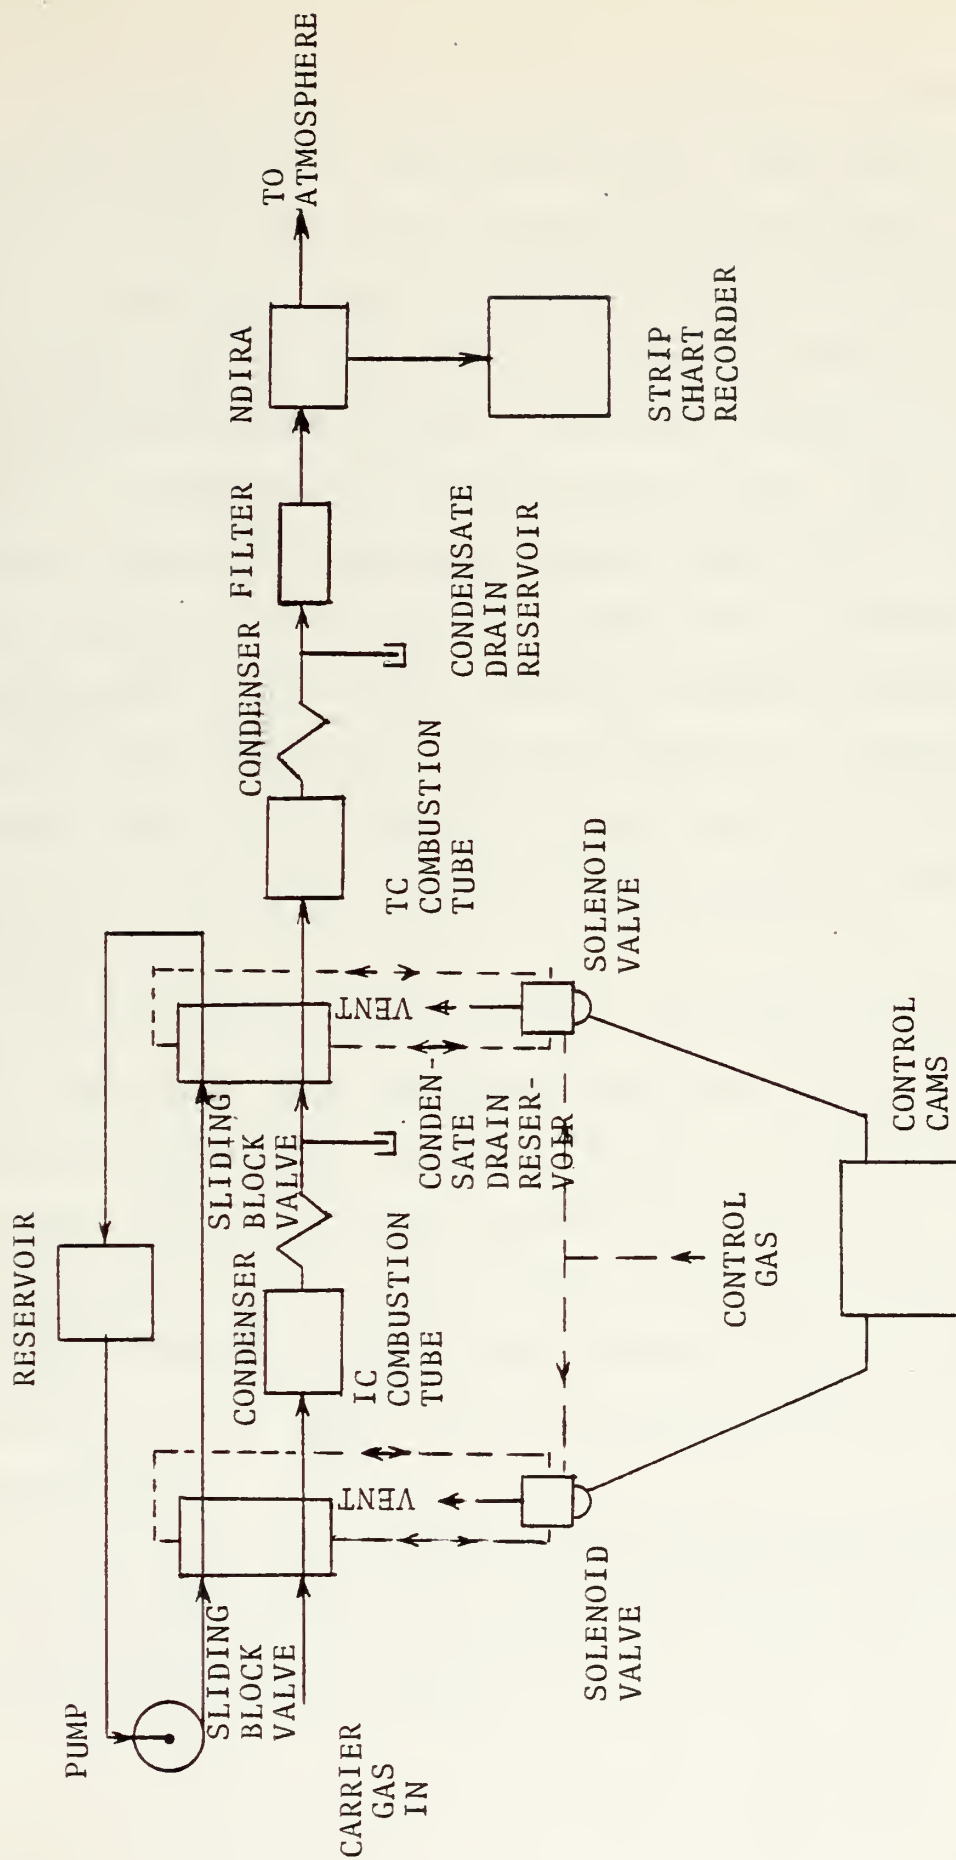 PUMP
RESERVOIR
SLIDING
BLOCK
VALVE
CARRIER
GAS
IN
CONDENSER
IC
COMBUSTION
TUBE
SLIDING
BLOCK
VALVE
CONDEN-
SATE
DRAIN
RESER-
VOIR
VENT
VENT
SOLENOID
VALVE
SOLENOID
VALVE
CONTROL
GAS
CONTROL
CAMS
TC
COMBUSTION
TUBE
CONDENSER
CONDENSATE
DRAIN
RESERVOIR
FILTER
NDIRA
STRIP
CHART
RECORDER
TO
ATMOSPHERE